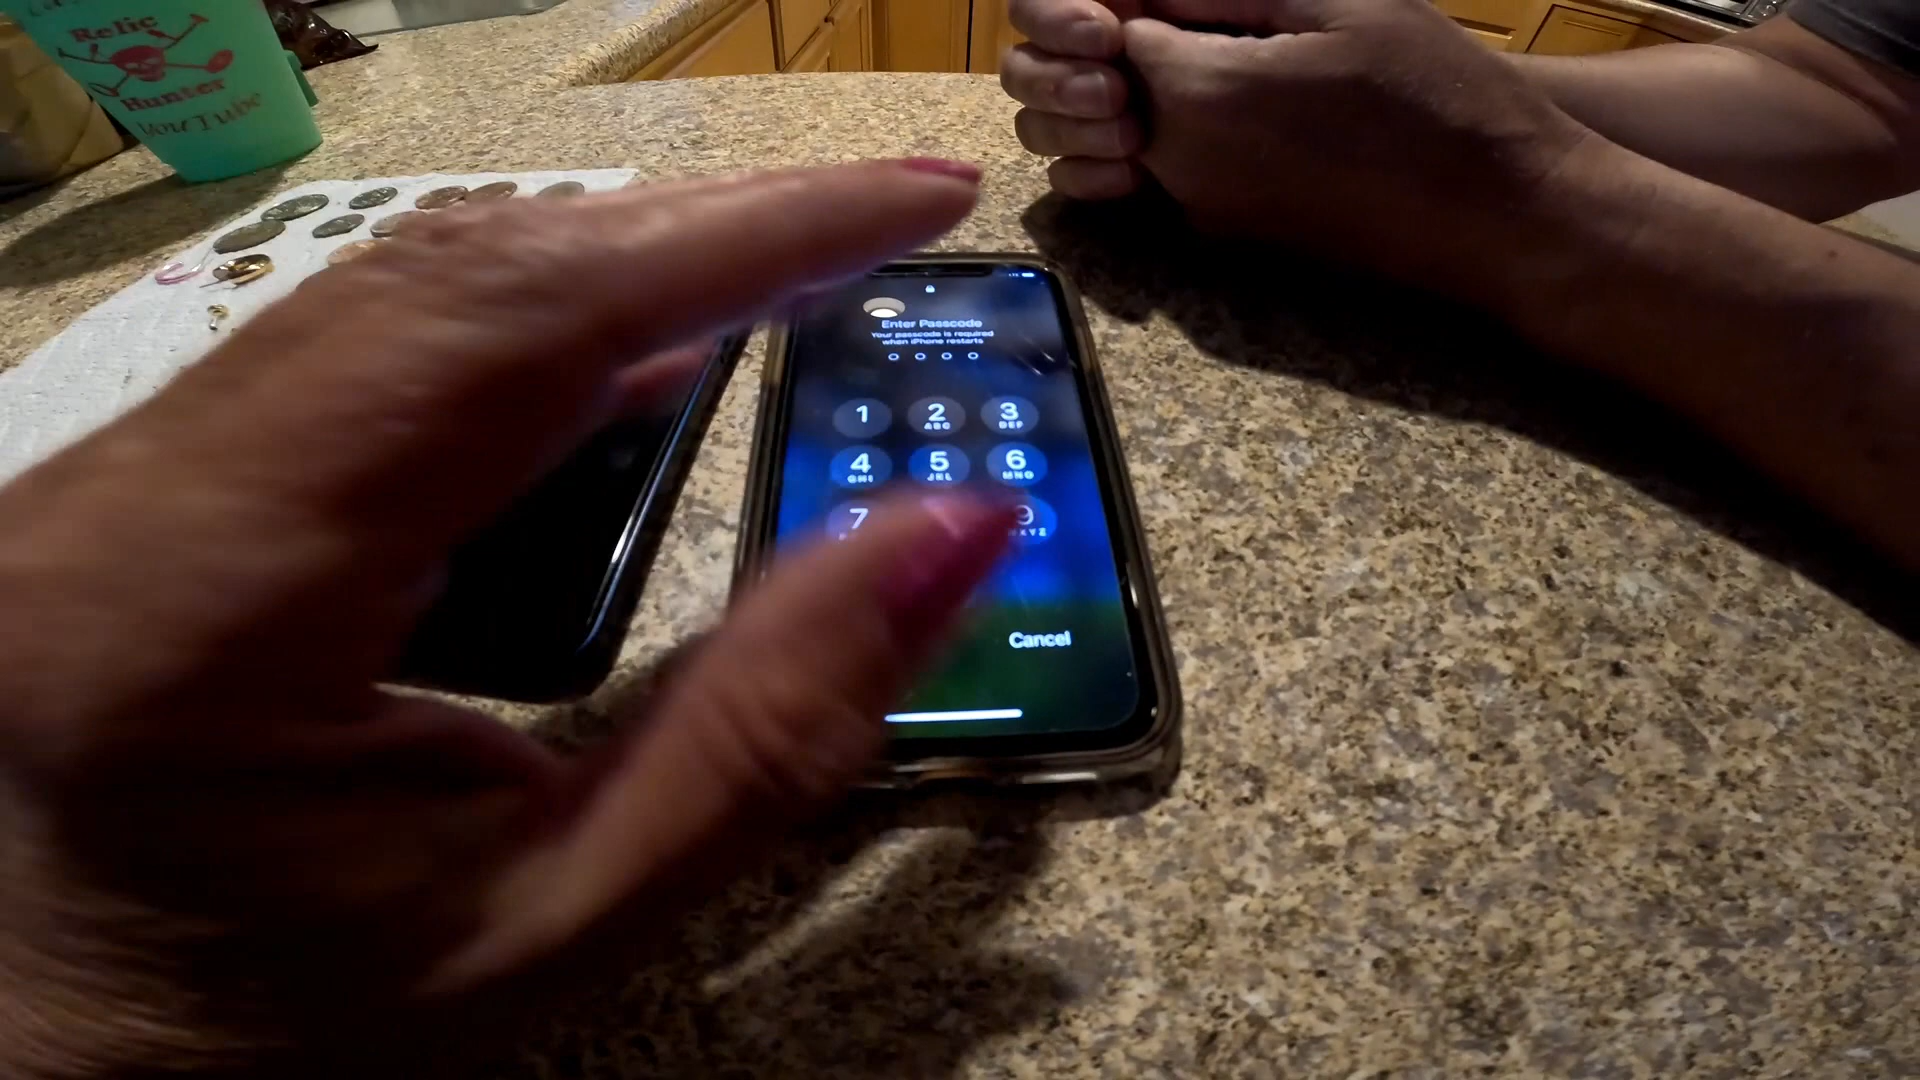 Relic
Hunter
YouTube
Enter Passcode
Your passcode is required
when iPhone restarts
1
2
ABC
3
DEF
4
GHI
5
JKL
6
MNO
7
9
WXYZ
Cancel